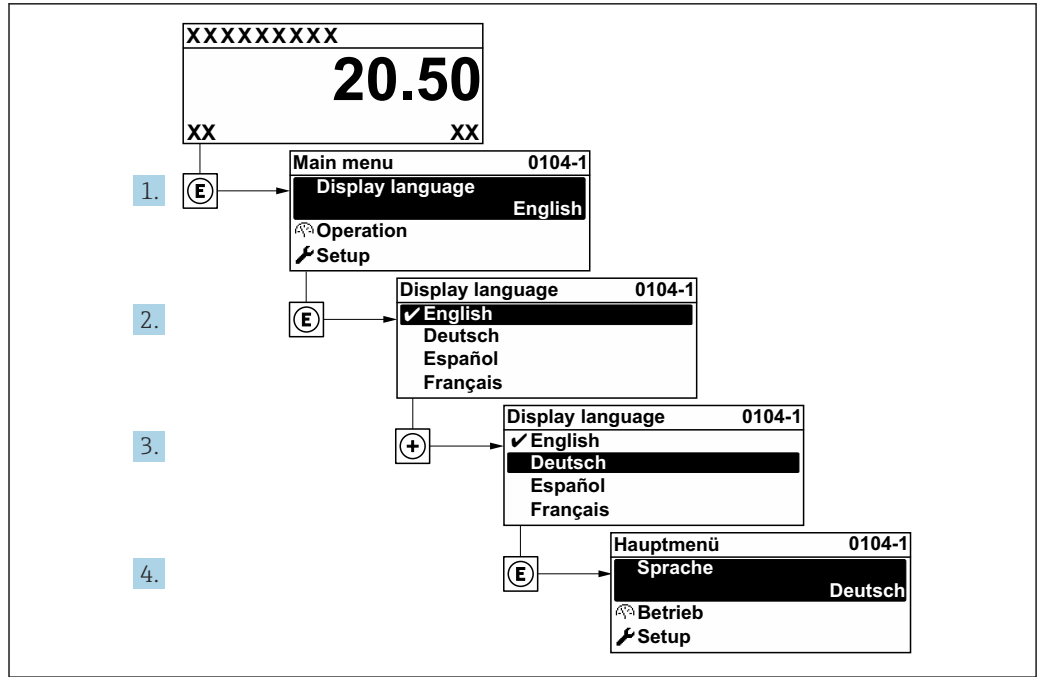 XXXXXXXXX
20.50
XX XX
1. E
Main menu 0104-1
Display language
English
Operation
Setup
2. E
Display language 0104-1
✔English
Deutsch
Español
Français
3. +
Display language 0104-1
✔English
Deutsch
Español
Français
4. E
Hauptmenü 0104-1
Sprache
Deutsch
Betrieb
Setup